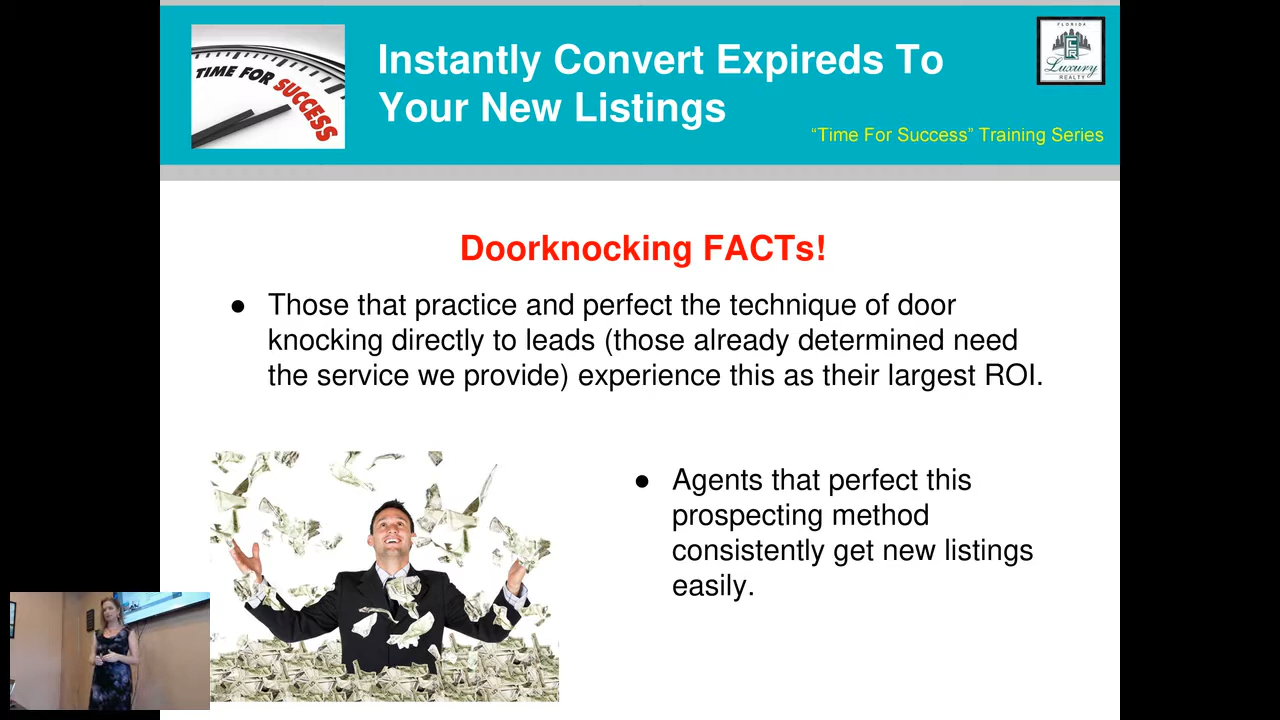 TIME FOR SUCCESS
Instantly Convert Expireds To
Your New Listings
FLORIDA
Luxury
REALTY
“Time For Success” Training Series
Doorknocking FACTs!
● Those that practice and perfect the technique of door
knocking directly to leads (those already determined need
the service we provide) experience this as their largest ROI.
● Agents that perfect this
prospecting method
consistently get new listings
easily.